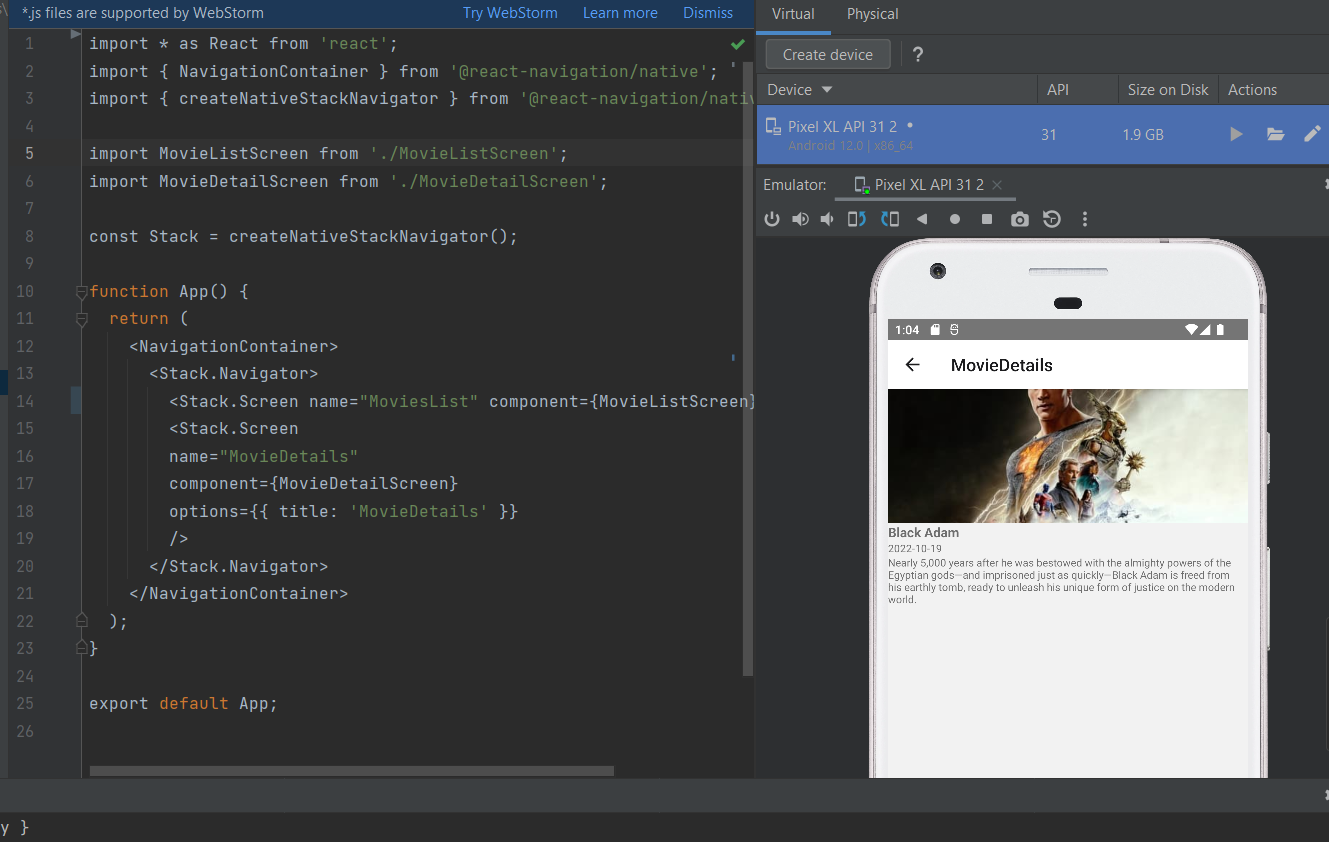 *.js files are supported by WebStorm
Try WebStorm Learn more Dismiss
1 import * as React from 'react';
2 import { NavigationContainer } from '@react-navigation/native';
3 import { createNativeStackNavigator } from '@react-navigation/nativ
4
5 import MovieListScreen from './MovieListScreen';
6 import MovieDetailScreen from './MovieDetailScreen';
7
8 const Stack = createNativeStackNavigator();
9
10 function App() {
11 return (
12 <NavigationContainer>
13 <Stack.Navigator>
14 <Stack.Screen name="MoviesList" component={MovieListScreen}
15 <Stack.Screen
16 name="MovieDetails"
17 component={MovieDetailScreen}
18 options={{ title: 'MovieDetails' }}
19 />
20 </Stack.Navigator>
21 </NavigationContainer>
22 );
23 }
24
25 export default App;
26
y }
Virtual Physical
Create device ?
Device API Size on Disk Actions
Pixel XL API 31 2 31 1.9 GB
Android 12.0 | x86_64
Emulator: Pixel XL API 31 2
1:04
MovieDetails
Black Adam
2022-10-19
Nearly 5,000 years after he was bestowed with the almighty powers of the
Egyptian gods—and imprisoned just as quickly—Black Adam is freed from
his earthly tomb, ready to unleash his unique form of justice on the modern
world.